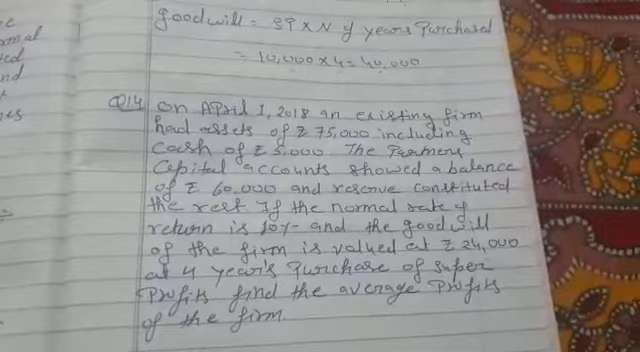 goodwill = SP x N of years Purchased
= 10,000 x 4 = 40,000
Q14 on APril 1, 2018 an existing firm
had assets of ₹ 75,000 including
cash of ₹ 5,000 The Partners
Capital accounts showed a balance
of ₹ 60,000 and reserve constituted
the rest If the normal rate of
return is 10% and the goodwill
of the firm is valued at ₹ 24,000
at 4 year's Purchase of super
Profits find the average Profits
of the firm.